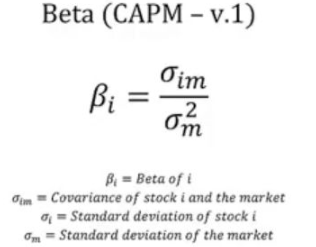 Beta (CAPM – v.1)
βᵢ = σᵢₘ / σₘ²
βᵢ = Beta of i
σᵢₘ = Covariance of stock i and the market
σᵢ = Standard deviation of stock i
σₘ = Standard deviation of the market